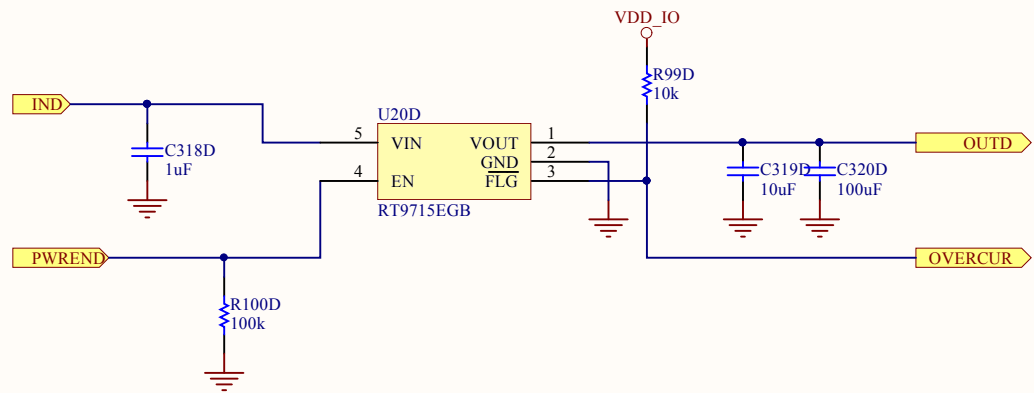 VDD_IO
R99D
10k
IND
U20D
C318D
1uF
5
VIN
VOUT
1
GND
2
4
EN
FLG
3
RT9715EGB
C319D
10uF
C320D
100uF
OUTD
PWREND
OVERCUR
R100D
100k